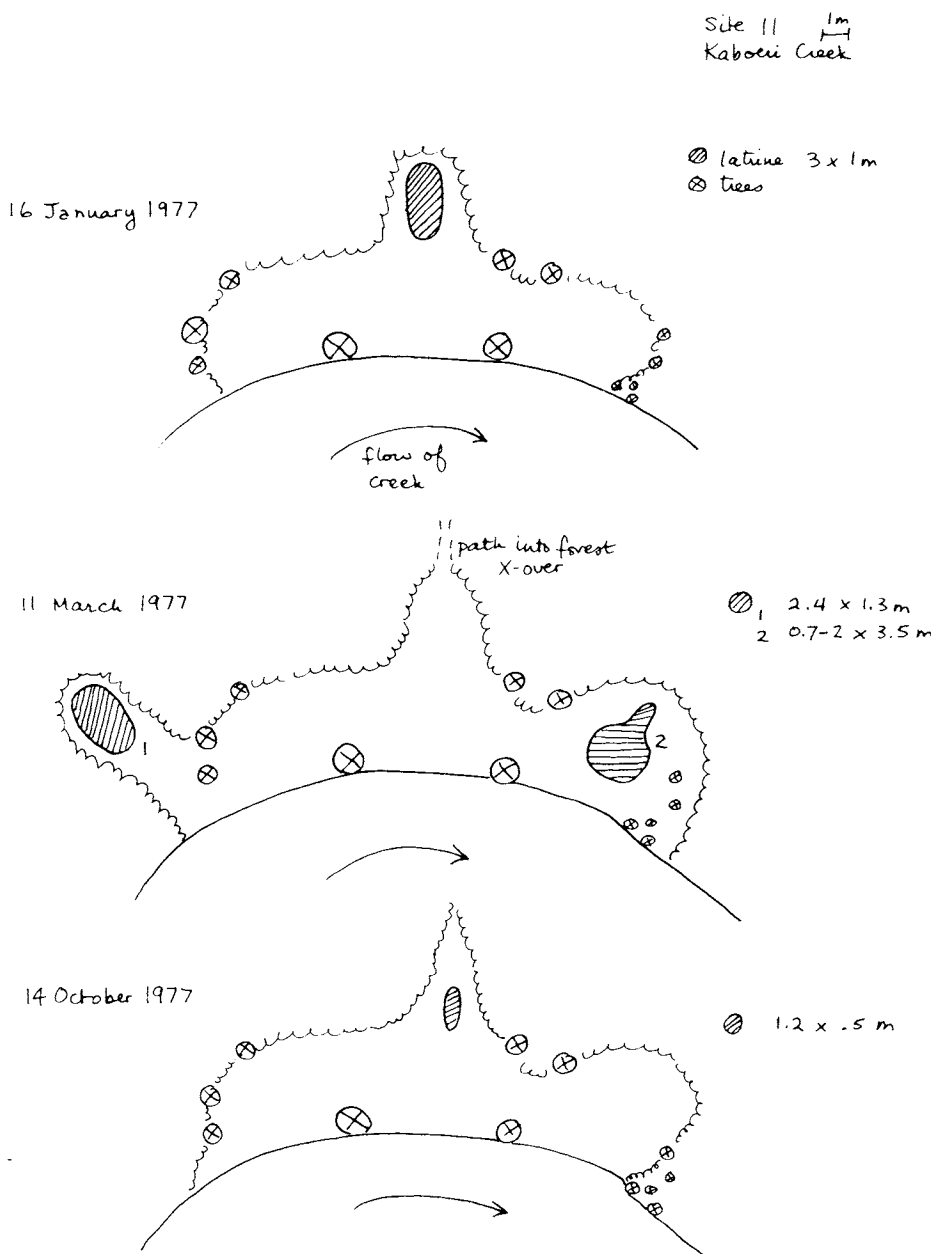 Site 11 1m
Kaboeri Creek
latrine 3 x 1m
trees
16 January 1977
flow of
creek
path into forest
X-over
11 March 1977
1 2.4 x 1.3 m
2 0.7-2 x 3.5 m
1
2
14 October 1977
1.2 x .5 m